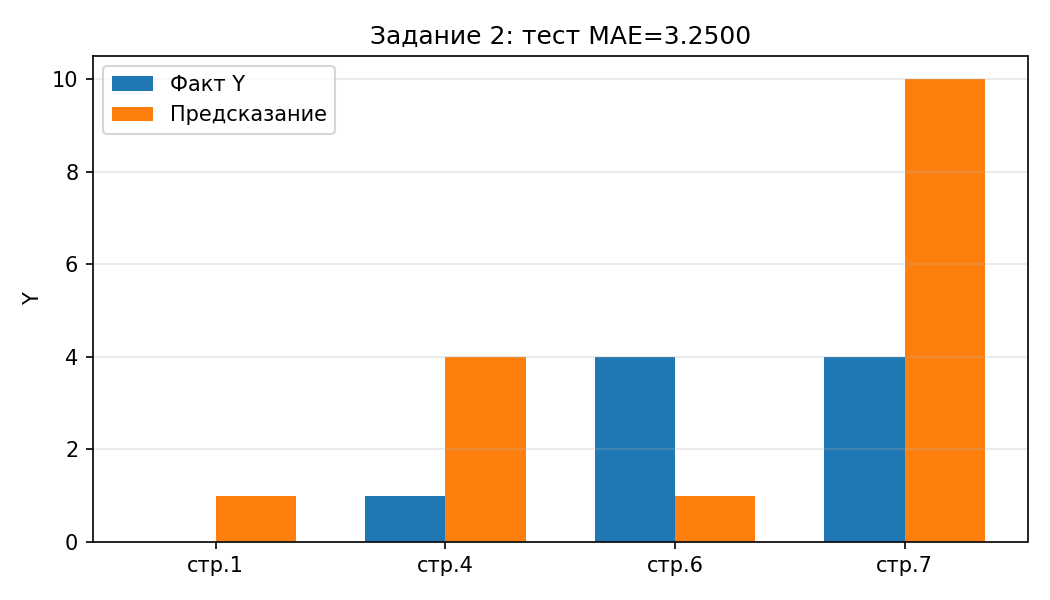 Задание 2: тест MAE=3.2500
Факт Y
Предсказание
Y
10
8
6
4
2
0
стр.1
стр.4
стр.6
стр.7